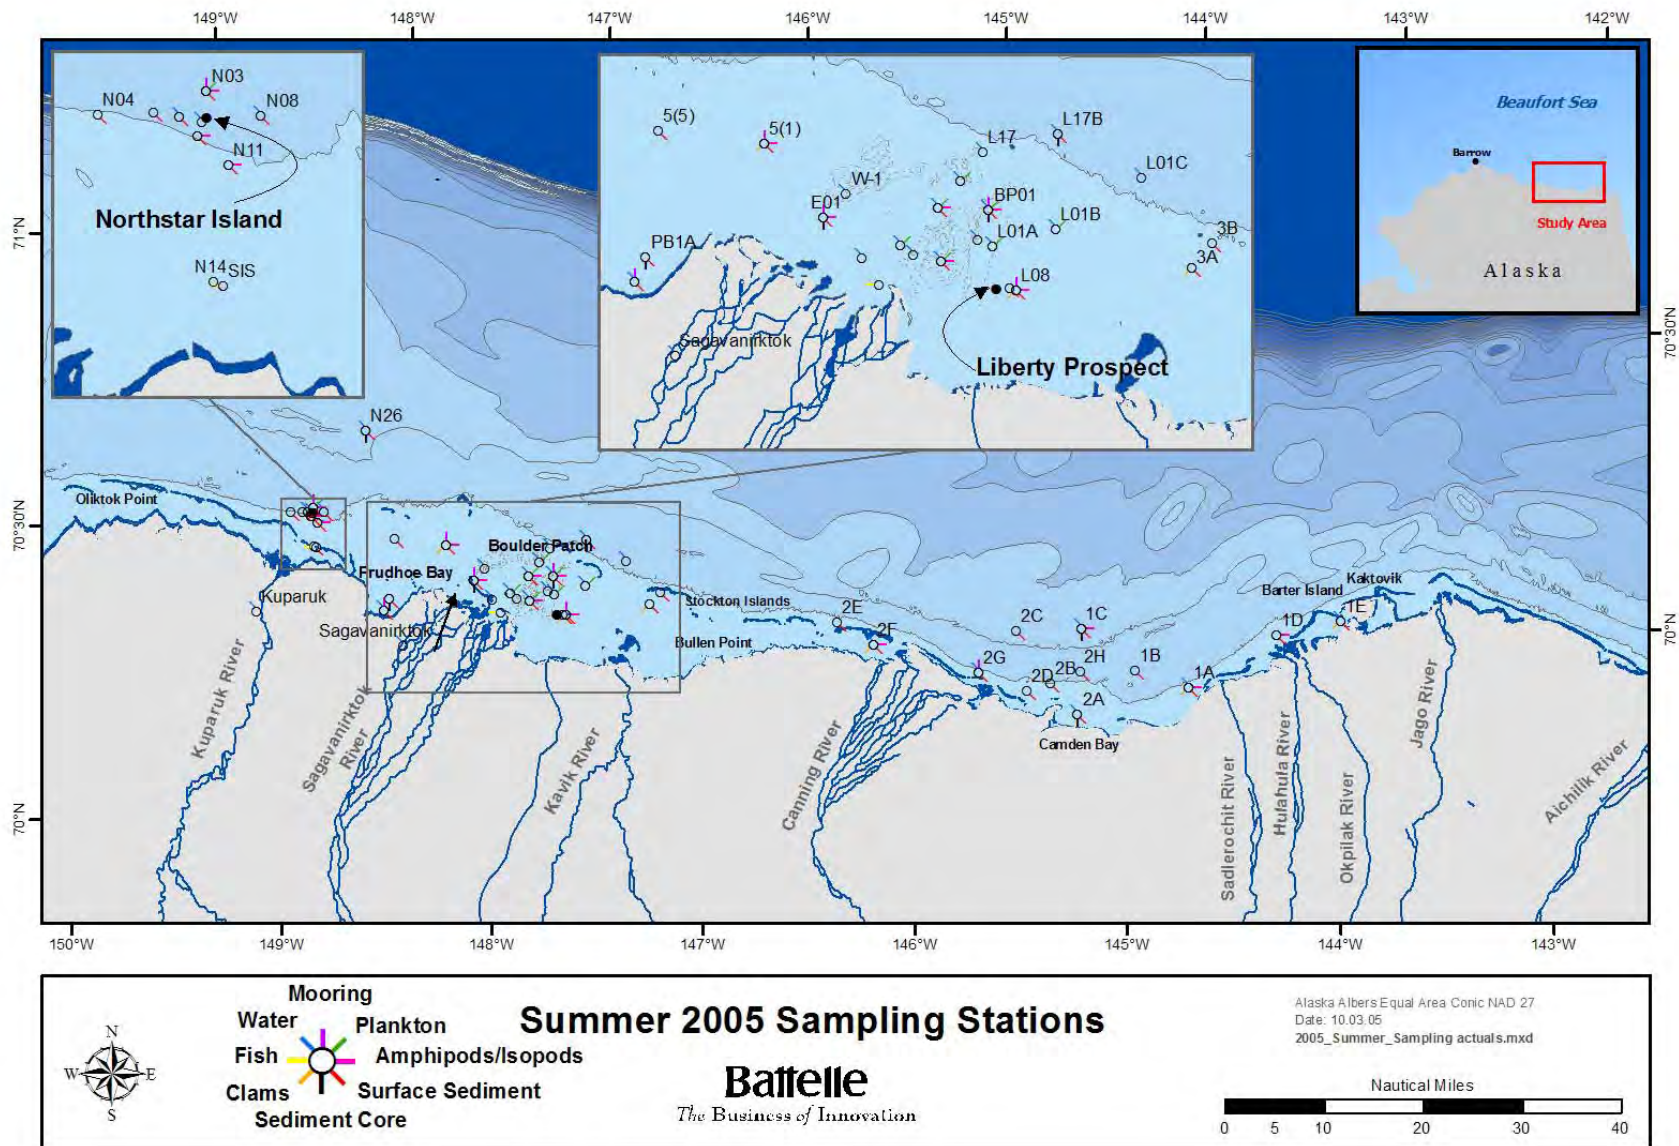 149°W 148°W 147°W 146°W 145°W 144°W 143°W 142°W
N03
N04
N08
N11
Northstar Island
N14 SIS
5(5)
5(1)
L17B
L17
L01C
W-1
E01
BP01
L01B
L01A
PB1A
3B
3A
L08
Sagavanirktok
Liberty Prospect
Beaufort Sea
Barrow
Study Area
Alaska
71°N
70°30'N
70°30'N
70°N
70°N
N26
Oliktok Point
Boulder Patch
Prudhoe Bay
Kuparuk
Sagavanirktok
Stockton Islands
Bullen Point
2E
2F
2C
1C
2G
2D
2B
2H
1B
2A
1A
Camden Bay
1D
1E
Barter Island
Kaktovik
Kuparuk River
Sagavanirktok
River
Kavik River
Canning River
Sadlerochit River
Hulahula River
Okpilak River
Jago River
Aichilik River
150°W 149°W 148°W 147°W 146°W 145°W 144°W 143°W
N
W E
S
Mooring
Water
Plankton
Fish
Amphipods/Isopods
Clams
Surface Sediment
Sediment Core
Summer 2005 Sampling Stations
Battelle
The Business of Innovation
Alaska Albers Equal Area Conic NAD 27
Date: 10.03.05
2005_Summer_Sampling actuals.mxd
Nautical Miles
0 5 10 20 30 40